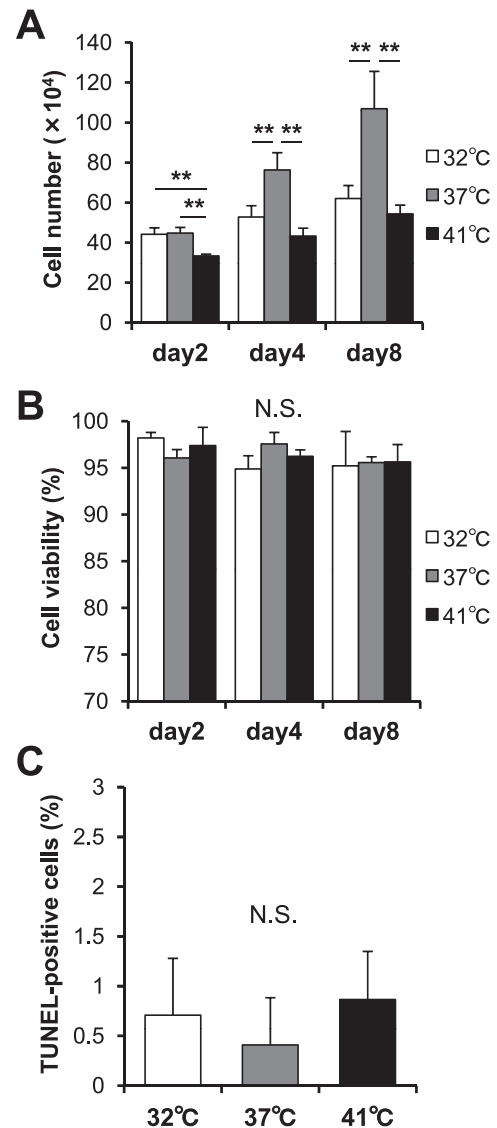 A
Cell number (×10⁴)
140
120
100
80
60
40
20
0
**
**
** **
** **
day2 day4 day8
32℃
37℃
41℃
B
Cell viability (%)
100
95
90
85
80
75
70
N.S.
day2 day4 day8
32℃
37℃
41℃
C
TUNEL-positive cells (%)
3
2.5
2
1.5
1
0.5
0
N.S.
32℃ 37℃ 41℃